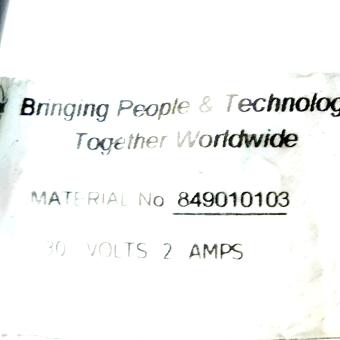 Bringing People & Technolog
Together Worldwide
MATERIAL No 849010103
30 VOLTS 2 AMPS